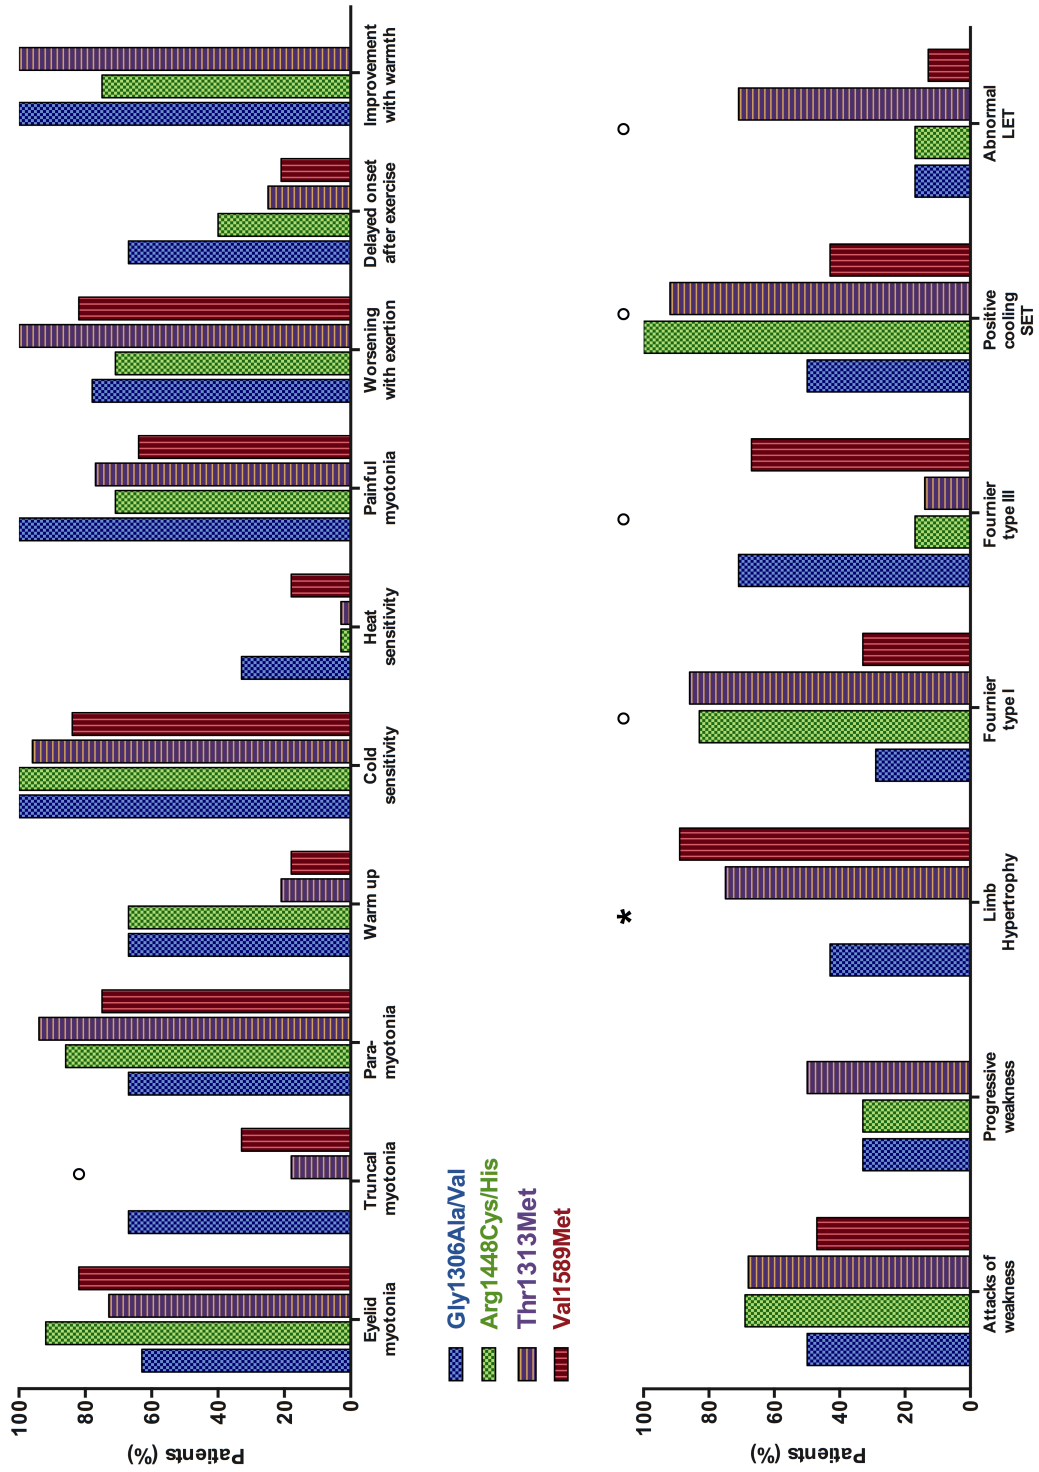 Patients (%)
100
80
60
40
20
0
Eyelid
myotonia
Truncal
myotonia
Para-
myotonia
Warm up
Cold
sensitivity
Heat
sensitivity
Painful
myotonia
Worsening
with exertion
Delayed onset
after exercise
Improvement
with warmth
Gly1306Ala/Val
Arg1448Cys/His
Thr1313Met
Val1589Met
Patients (%)
100
80
60
40
20
0
Attacks of
weakness
Progressive
weakness
Limb
Hypertrophy
*
Fournier
type I
Fournier
type III
Positive
cooling
SET
Abnormal
LET